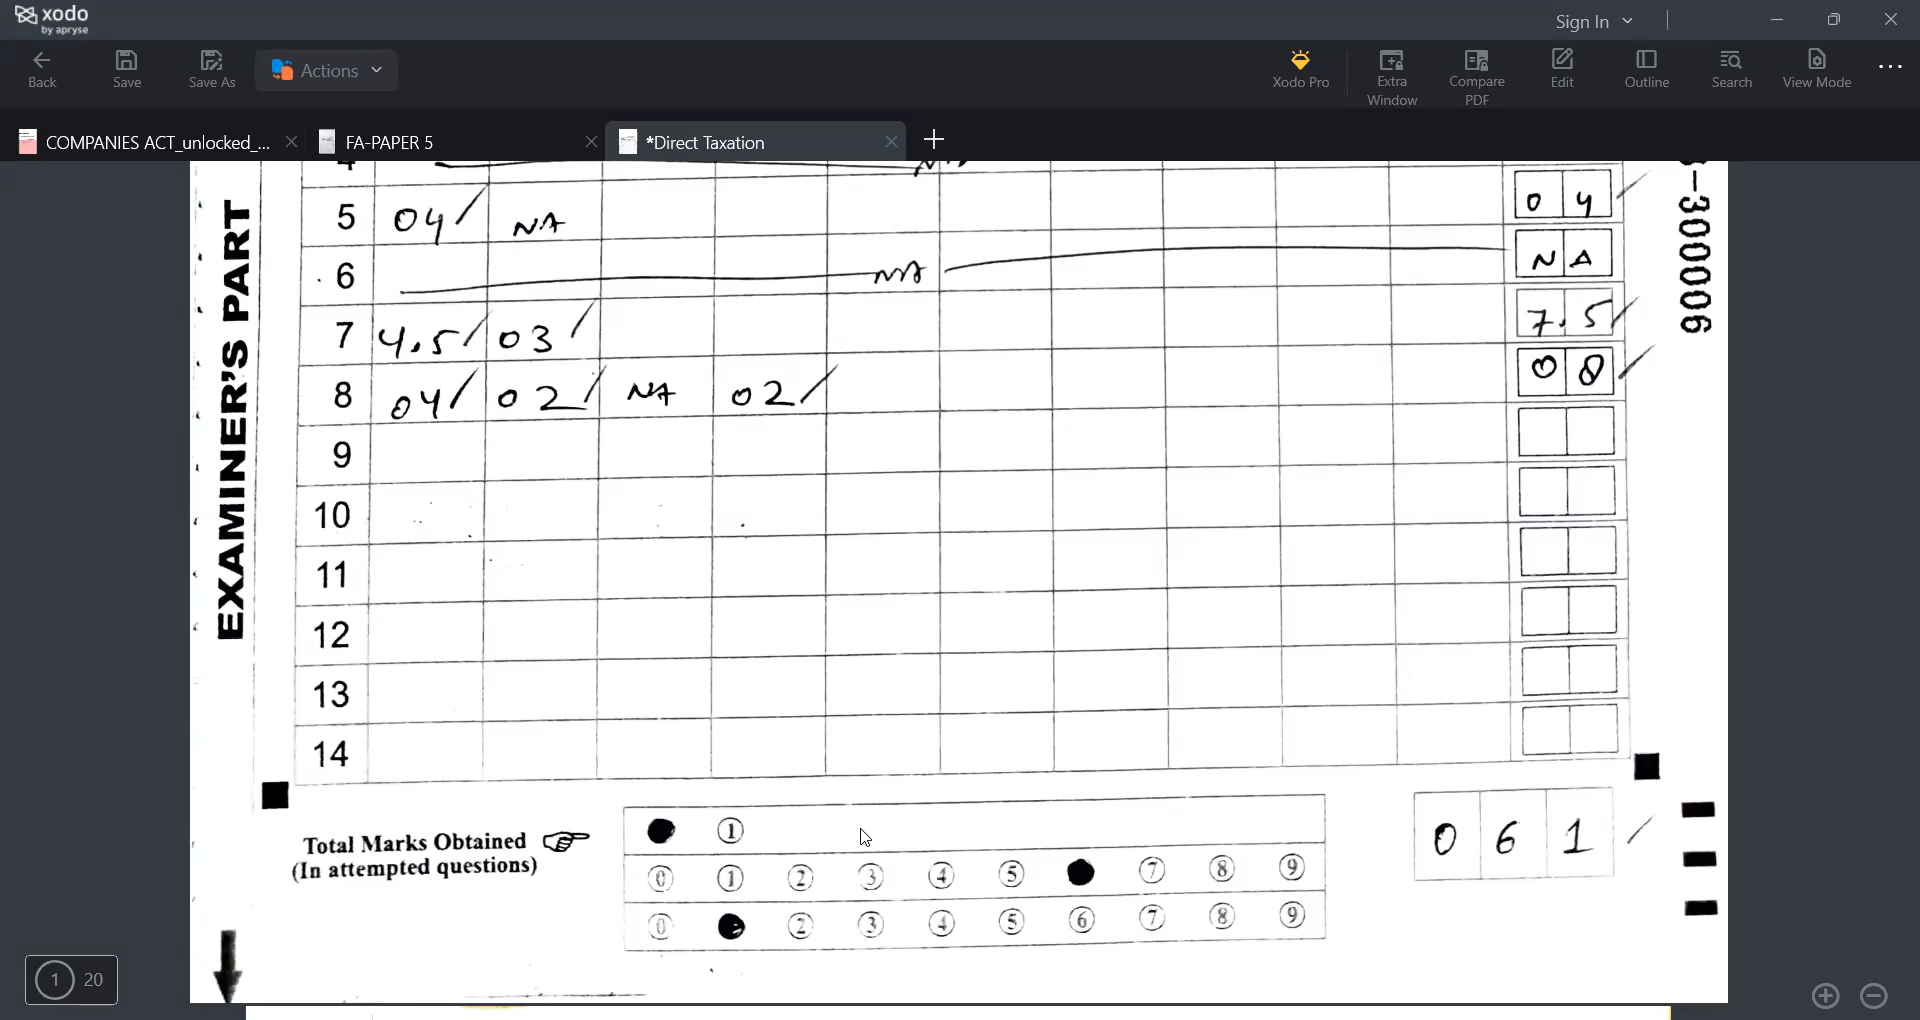 xodo
by apryse
Sign In
Back
Save
Save As
Actions
Xodo Pro
Extra Window
Compare PDF
Edit
Outline
Search
View Mode
COMPANIES ACT_unlocked_...
FA-PAPER 5
*Direct Taxation
EXAMINER'S PART
-300006
5 04/ NA 04
6 NA NA
7 4.5/ 03/ 7.5
8 04/ 02/ NA 02/ 08
9
10
11
12
13
14
Total Marks Obtained
(In attempted questions)
1
0 1 2 3 4 5 7 8 9
0 2 3 4 5 6 7 8 9
0 6 1
1 20